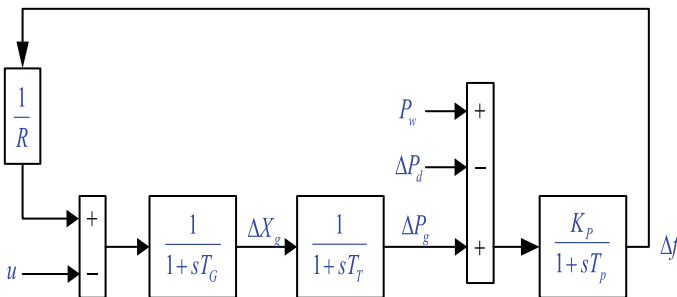 1
R
P_w
+
ΔP_d
−
+
1
1+sT_G
ΔX_g
1
1+sT_T
ΔP_g
+
K_P
1+sT_p
Δf
u
−